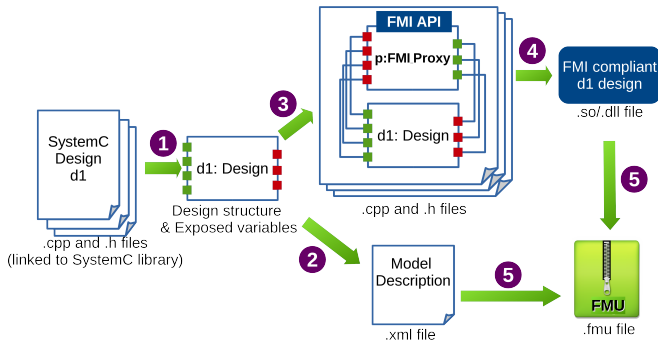 SystemC
Design
d1
.cpp and .h files
(linked to SystemC library)
1
d1: Design
Design structure
& Exposed variables
3
FMI API
p:FMI Proxy
d1: Design
.cpp and .h files
4
FMI compliant
d1 design
.so/.dll file
2
Model
Description
.xml file
5
5
FMU
.fmu file